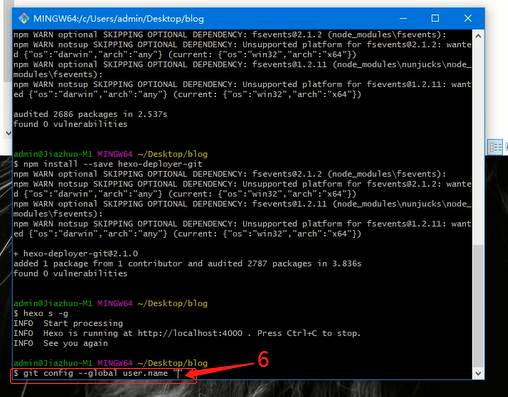 MINGW64:/c/Users/admin/Desktop/blog
npm WARN optional SKIPPING OPTIONAL DEPENDENCY: fsevents@2.1.2 (node_modules\fsevents):
npm WARN notsup SKIPPING OPTIONAL DEPENDENCY: Unsupported platform for fsevents@2.1.2: wante
d {"os":"darwin","arch":"any"} (current: {"os":"win32","arch":"x64"})
npm WARN optional SKIPPING OPTIONAL DEPENDENCY: fsevents@1.2.11 (node_modules\nunjucks\node_
modules\fsevents):
npm WARN notsup SKIPPING OPTIONAL DEPENDENCY: Unsupported platform for fsevents@1.2.11: want
ed {"os":"darwin","arch":"any"} (current: {"os":"win32","arch":"x64"})
audited 2686 packages in 2.537s
found 0 vulnerabilities
admin@Jiazhuo-M1 MINGW64 ~/Desktop/blog
$ npm install --save hexo-deployer-git
npm WARN optional SKIPPING OPTIONAL DEPENDENCY: fsevents@2.1.2 (node_modules\fsevents):
npm WARN notsup SKIPPING OPTIONAL DEPENDENCY: Unsupported platform for fsevents@2.1.2: wante
d {"os":"darwin","arch":"any"} (current: {"os":"win32","arch":"x64"})
npm WARN optional SKIPPING OPTIONAL DEPENDENCY: fsevents@1.2.11 (node_modules\nunjucks\node_
modules\fsevents):
npm WARN notsup SKIPPING OPTIONAL DEPENDENCY: Unsupported platform for fsevents@1.2.11: want
ed {"os":"darwin","arch":"any"} (current: {"os":"win32","arch":"x64"})
+ hexo-deployer-git@2.1.0
added 1 package from 1 contributor and audited 2787 packages in 3.836s
found 0 vulnerabilities
admin@Jiazhuo-M1 MINGW64 ~/Desktop/blog
$ hexo s -g
INFO  Start processing
INFO  Hexo is running at http://localhost:4000 . Press Ctrl+C to stop.
INFO  See you again
admin@Jiazhuo-M1 MINGW64 ~/Desktop/blog
$ git config --global user.name "
6